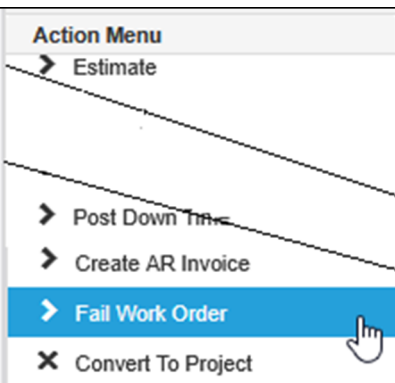 Action Menu
Estimate
Post Down
Create AR Invoice
Fail Work Order
Convert To Project